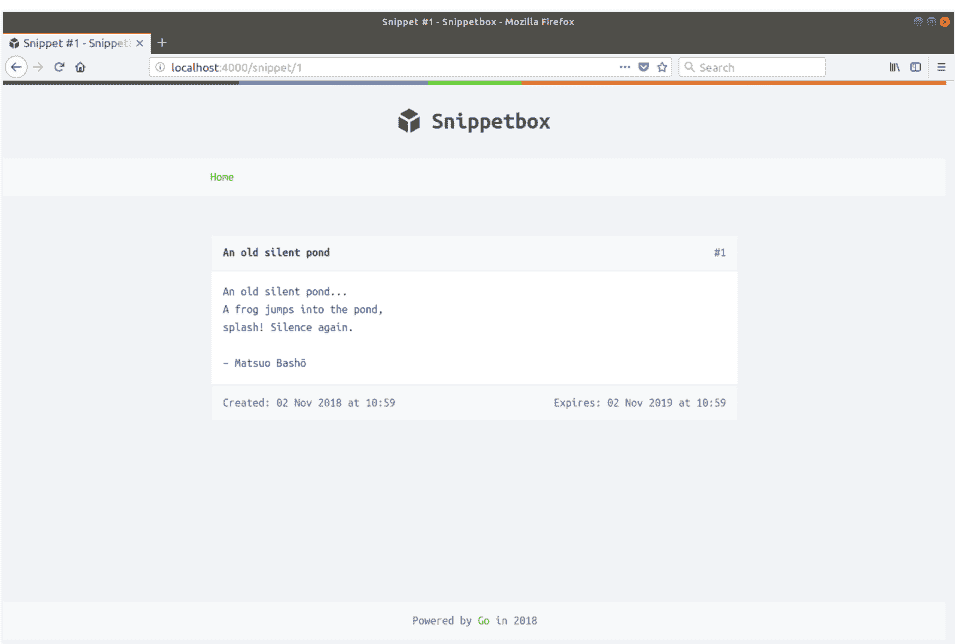 Snippet #1 - Snippetbox - Mozilla Firefox
Snippet #1 - Snippet
localhost:4000/snippet/1
Search
Snippetbox
Home
An old silent pond #1
An old silent pond...
A frog jumps into the pond,
splash! Silence again.
– Matsuo Bashō
Created: 02 Nov 2018 at 10:59 Expires: 02 Nov 2019 at 10:59
Powered by Go in 2018